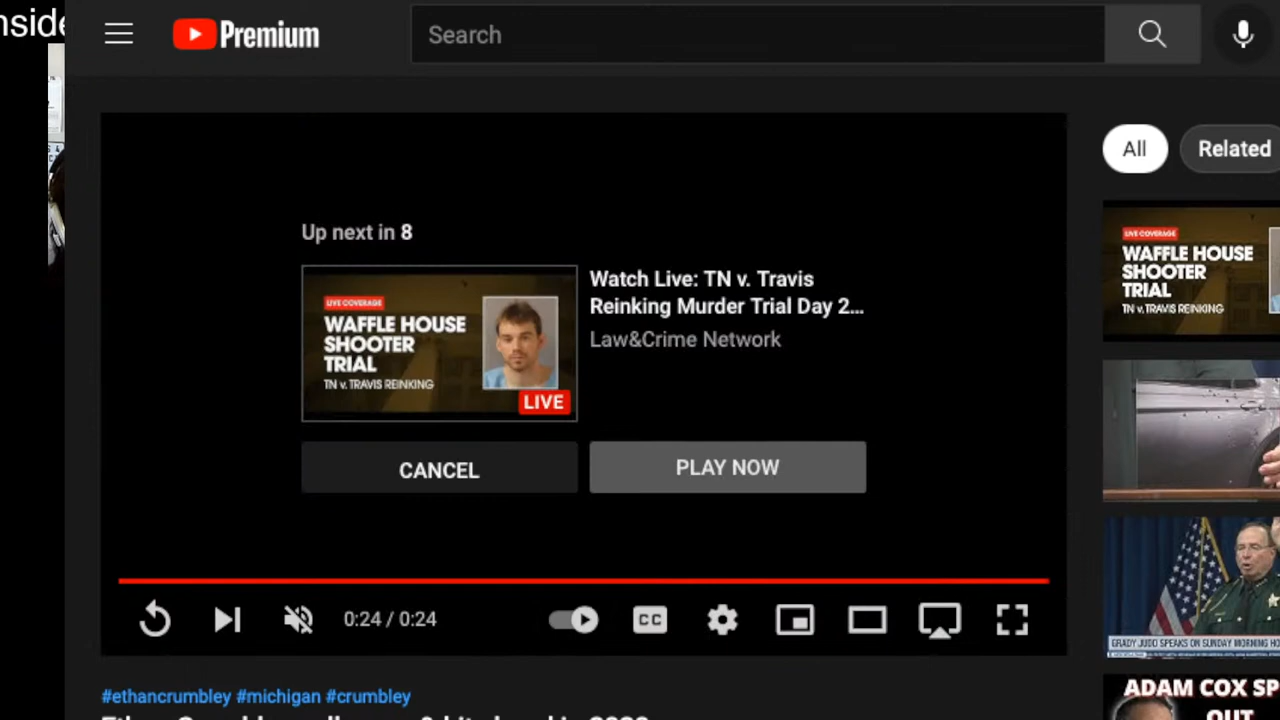 Premium
Search
All
Related
Up next in 8
LIVE COVERAGE
WAFFLE HOUSE
SHOOTER
TRIAL
TN v. TRAVIS REINKING
LIVE
Watch Live: TN v. Travis
Reinking Murder Trial Day 2...
Law&Crime Network
CANCEL
PLAY NOW
0:24 / 0:24
CC
#ethancrumbley #michigan #crumbley
LIVE COVERAGE
WAFFLE HOUSE
SHOOTER
TRIAL
TN v. TRAVIS REINKING
GRADY JUDD SPEAKS ON SUNDAY MORNING
ADAM COX SP
OUT